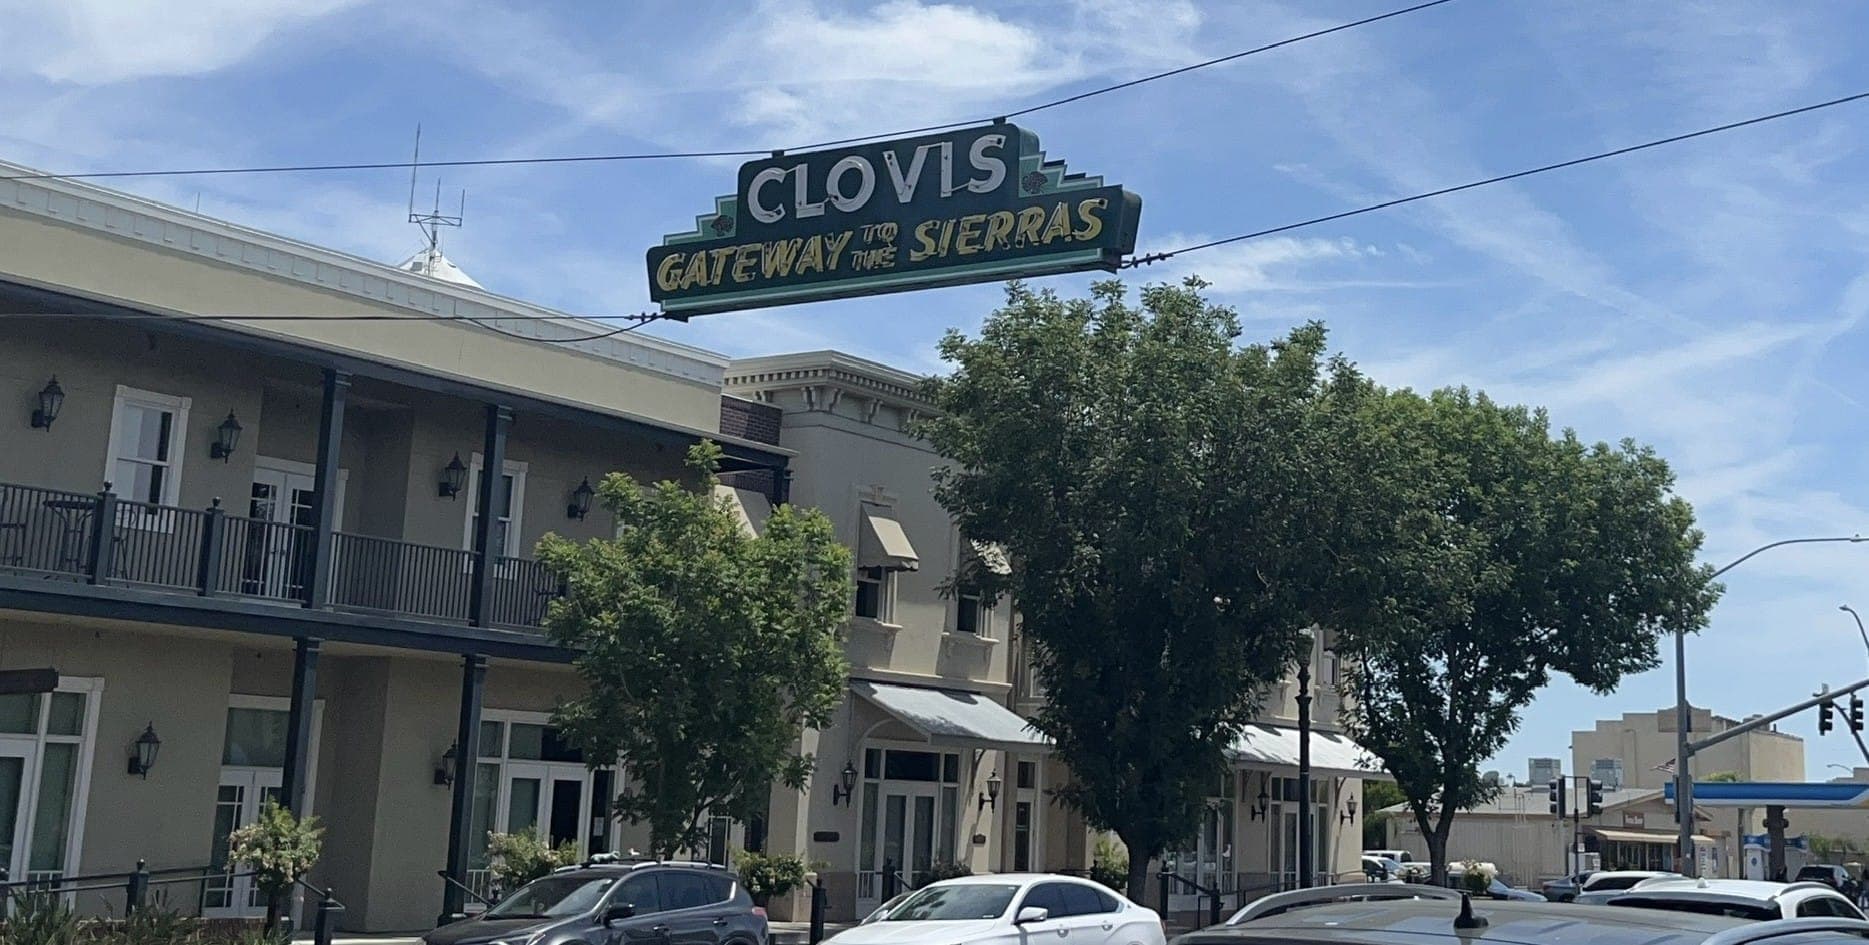 CLOVIS
GATEWAY TO THE SIERRAS